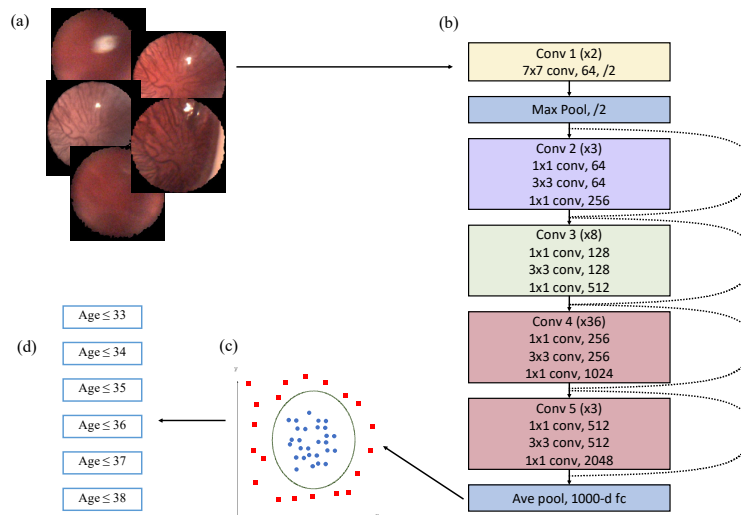 (a)
(b)
Conv 1 (x2)
7x7 conv, 64, /2
Max Pool, /2
Conv 2 (x3)
1x1 conv, 64
3x3 conv, 64
1x1 conv, 256
Conv 3 (x8)
1x1 conv, 128
3x3 conv, 128
1x1 conv, 512
Conv 4 (x36)
1x1 conv, 256
3x3 conv, 256
1x1 conv, 1024
Conv 5 (x3)
1x1 conv, 512
3x3 conv, 512
1x1 conv, 2048
Ave pool, 1000-d fc
(c)
(d)
Age ≤ 33
Age ≤ 34
Age ≤ 35
Age ≤ 36
Age ≤ 37
Age ≤ 38